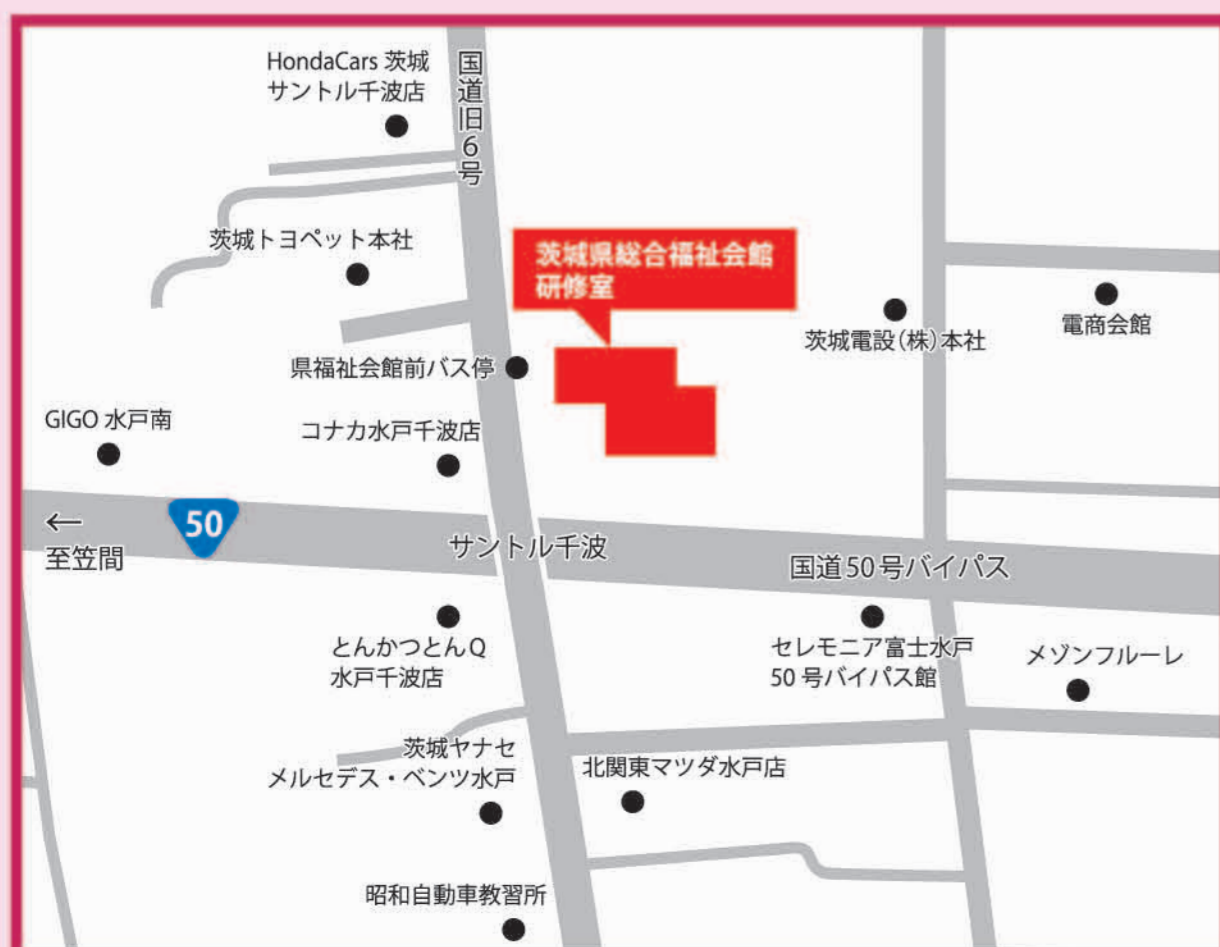 HondaCars 茨城
サントル千波店
国道旧6号
茨城トヨペット本社
茨城県総合福祉会館
研修室
電商会館
茨城電設(株)本社
県福祉会館前バス停
GIGO 水戸南
コナカ水戸千波店
50
←
至笠間
サントル千波
国道50号バイパス
とんかつとんQ
水戸千波店
セレモニア富士水戸
50 号バイパス館
メゾンフルーレ
茨城ヤナセ
メルセデス・ベンツ水戸
北関東マツダ水戸店
昭和自動車教習所